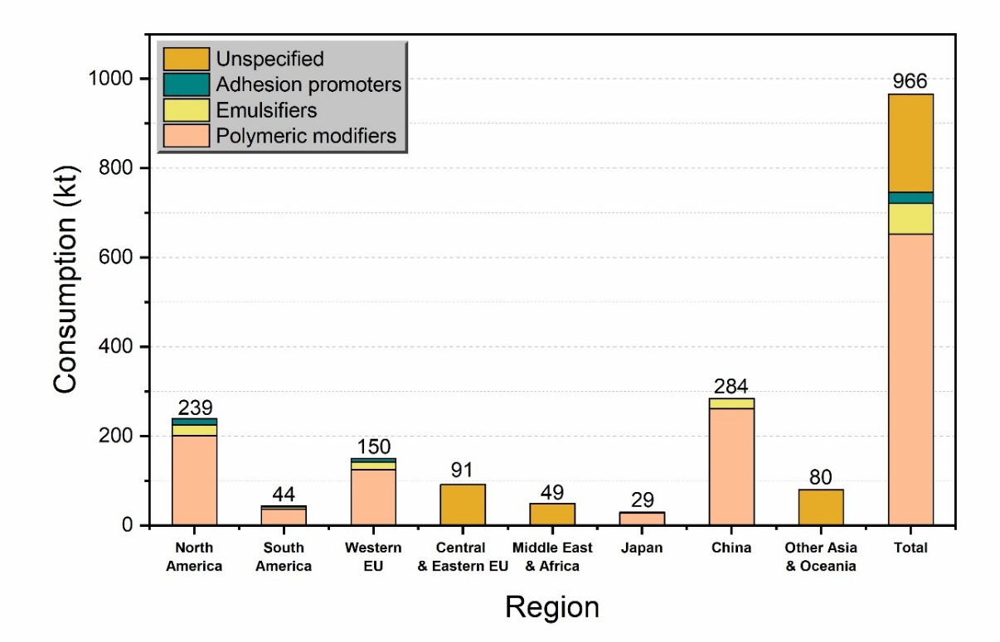 Unspecified
Adhesion promoters
Emulsifiers
Polymeric modifiers
Consumption (kt)
1000
800
600
400
200
0
239
44
150
91
49
29
284
80
966
North
America
South
America
Western
EU
Central
& Eastern EU
Middle East
& Africa
Japan
China
Other Asia
& Oceania
Total
Region